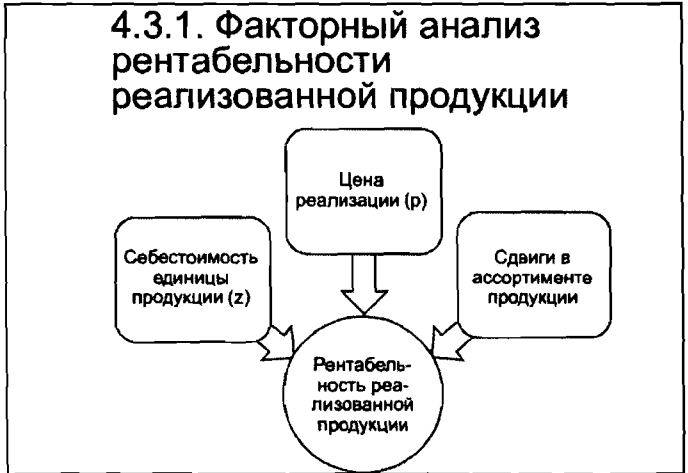 4.3.1. Факторный анализ
рентабельности
реализованной продукции
Цена
реализации (p)
Себестоимость
единицы
продукции (z)
Сдвиги в
ассортименте
продукции
Рентабель-
ность реа-
лизованной
продукции